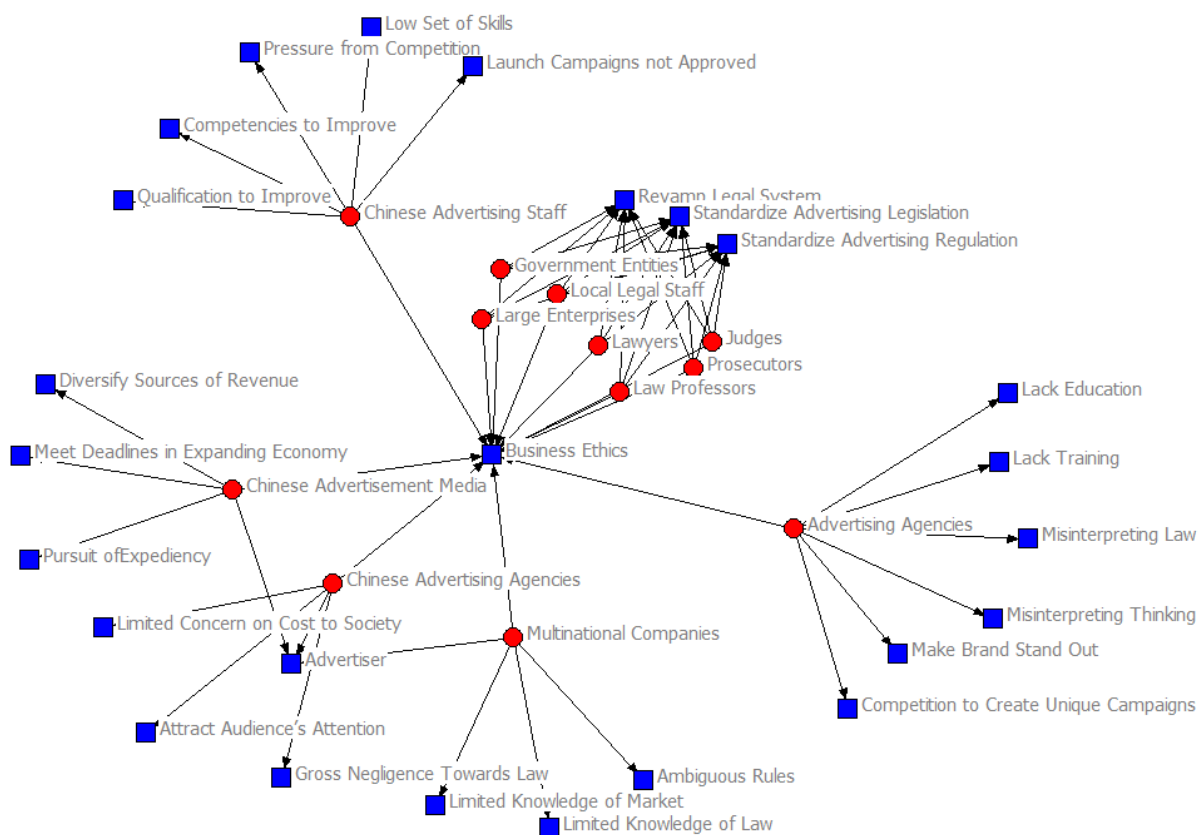 Low Set of Skills
Pressure from Competition
Launch Campaigns not Approved
Competencies to Improve
Qualification to Improve
Chinese Advertising Staff
Revamp Legal System
Standardize Advertising Legislation
Standardize Advertising Regulation
Government Entities
Local Legal Staff
Large Enterprises
Lawyers
Judges
Prosecutors
Law Professors
Diversify Sources of Revenue
Lack Education
Meet Deadlines in Expanding Economy
Business Ethics
Lack Training
Chinese Advertisement Media
Advertising Agencies
Misinterpreting Law
Pursuit ofExpediency
Chinese Advertising Agencies
Misinterpreting Thinking
Limited Concern on Cost to Society
Multinational Companies
Make Brand Stand Out
Advertiser
Competition to Create Unique Campaigns
Attract Audience's Attention
Gross Negligence Towards Law
Ambiguous Rules
Limited Knowledge of Market
Limited Knowledge of Law